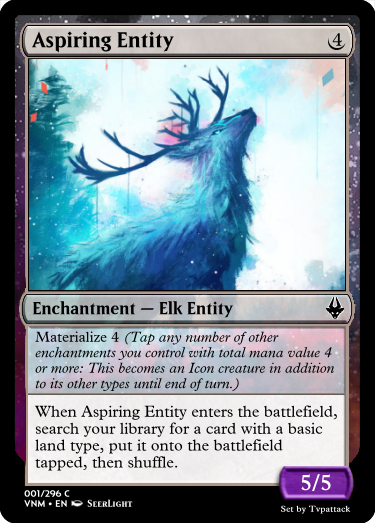 Aspiring Entity 4
Enchantment — Elk Entity
Materialize 4 (Tap any number of other
enchantments you control with total mana value 4
or more: This becomes an Icon creature in addition
to its other types until end of turn.)
When Aspiring Entity enters the battlefield,
search your library for a card with a basic
land type, put it onto the battlefield
tapped, then shuffle.
5/5
001/296 C
VNM • EN SeerLight
Set by Tvpattack